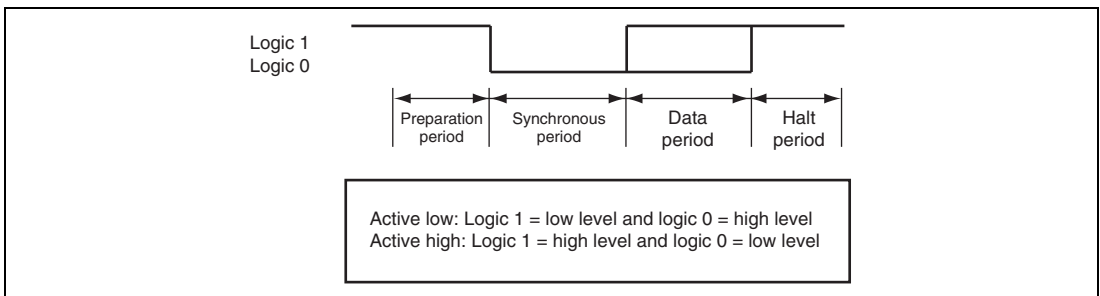 Logic 1
Logic 0
Preparation
period
Synchronous
period
Data
period
Halt
period
Active low: Logic 1 = low level and logic 0 = high level
Active high: Logic 1 = high level and logic 0 = low level